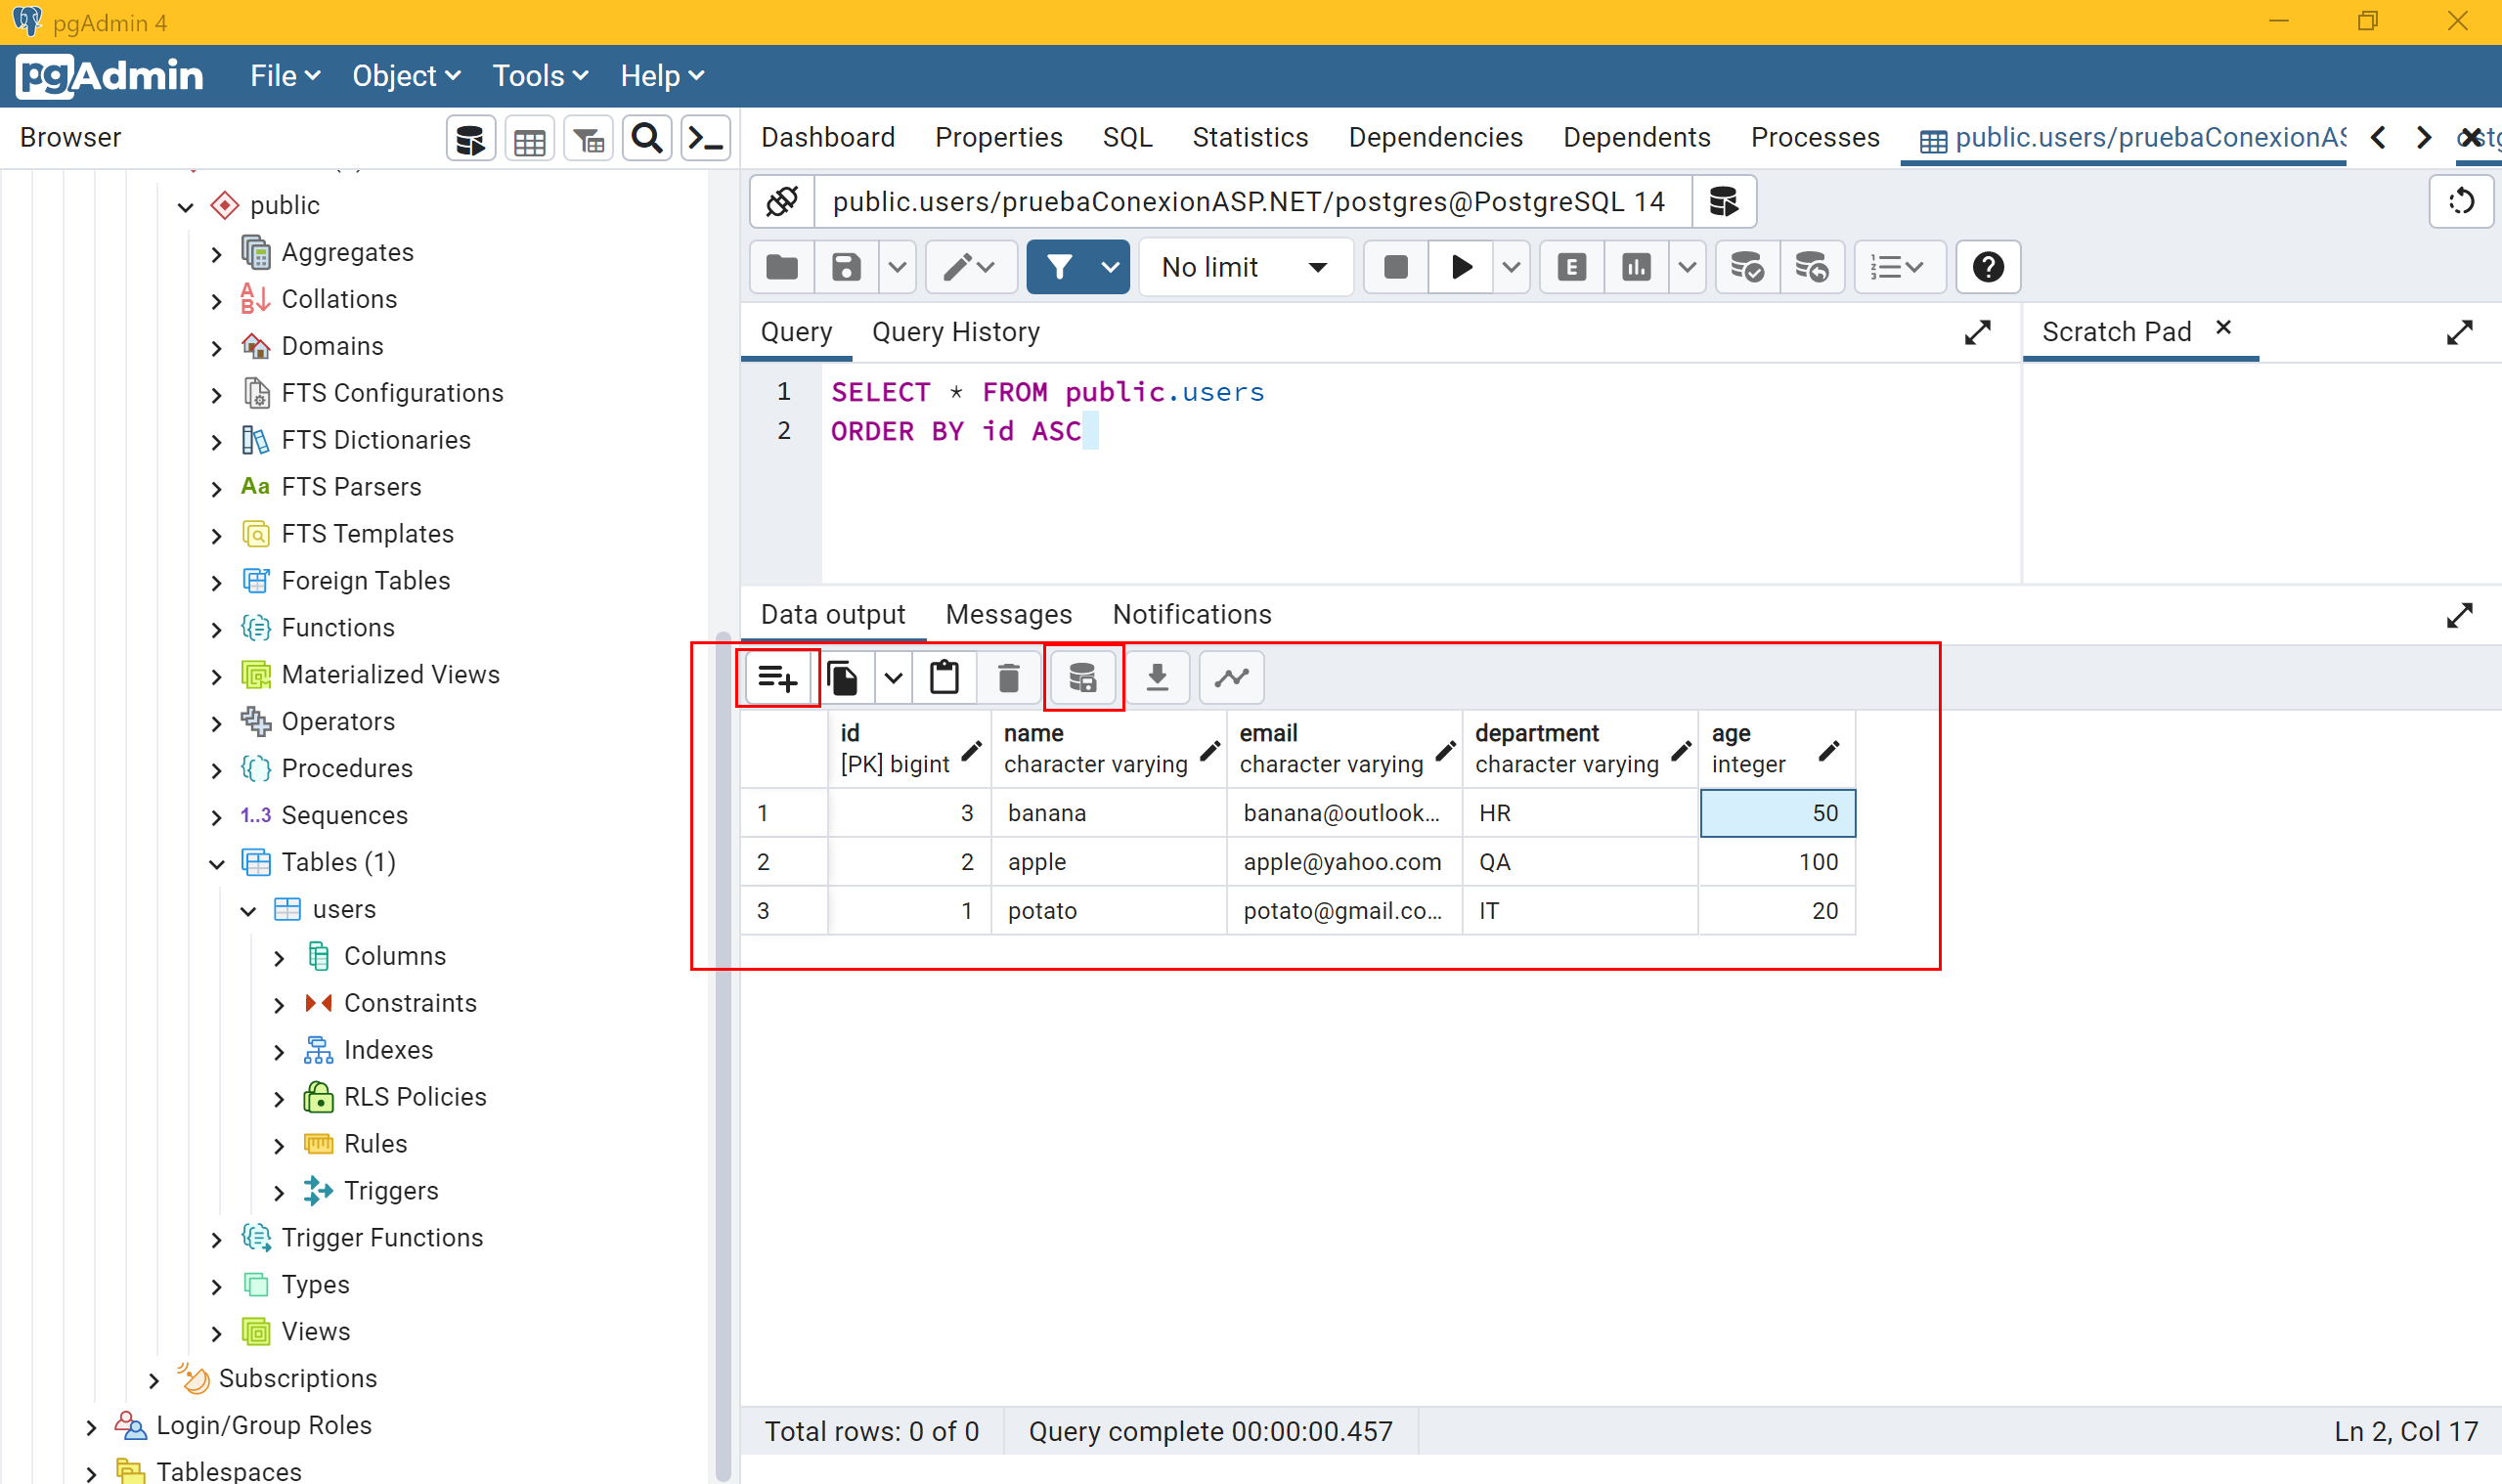 pgAdmin 4
pgAdmin File Object Tools Help
Browser
Dashboard Properties SQL Statistics Dependencies Dependents Processes public.users/pruebaConexionAS
public
Aggregates
Collations
Domains
FTS Configurations
FTS Dictionaries
Aa FTS Parsers
FTS Templates
Foreign Tables
Functions
Materialized Views
Operators
Procedures
1..3 Sequences
Tables (1)
users
Columns
Constraints
Indexes
RLS Policies
Rules
Triggers
Trigger Functions
Types
Views
Subscriptions
Login/Group Roles
Tablespaces
public.users/pruebaConexionASP.NET/postgres@PostgreSQL 14
No limit E
Query Query History Scratch Pad
1 SELECT * FROM public.users
2 ORDER BY id ASC
Data output Messages Notifications
id name email department age
[PK] bigint character varying character varying character varying integer
1 3 banana banana@outlook... HR 50
2 2 apple apple@yahoo.com QA 100
3 1 potato potato@gmail.co... IT 20
Total rows: 0 of 0 Query complete 00:00:00.457 Ln 2, Col 17